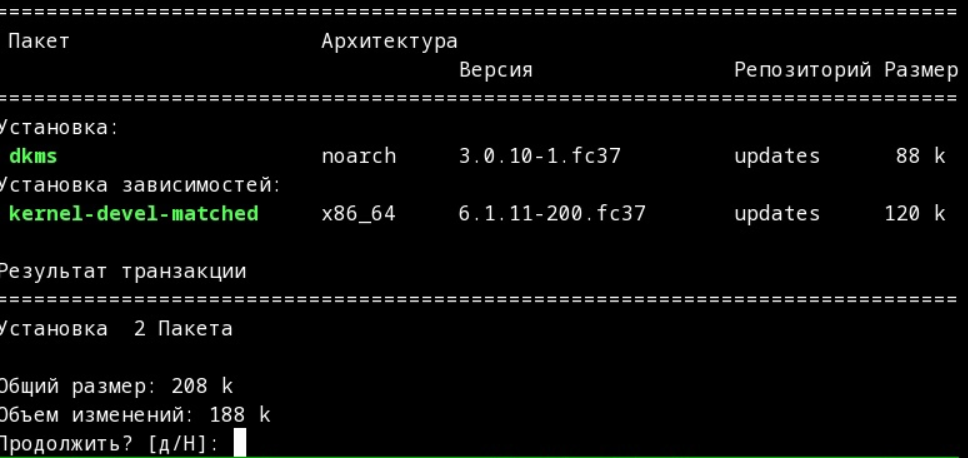 ================================================================================
Пакет Архитектура
Версия Репозиторий Размер
================================================================================
Установка:
dkms noarch 3.0.10-1.fc37 updates 88 k
Установка зависимостей:
kernel-devel-matched x86_64 6.1.11-200.fc37 updates 120 k
Результат транзакции
================================================================================
Установка 2 Пакета
Общий размер: 208 k
Объем изменений: 188 k
Продолжить? [д/Н]: